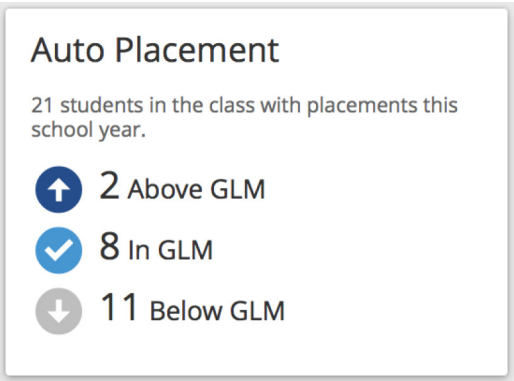 Auto Placement
21 students in the class with placements this
school year.
2 Above GLM
8 In GLM
11 Below GLM